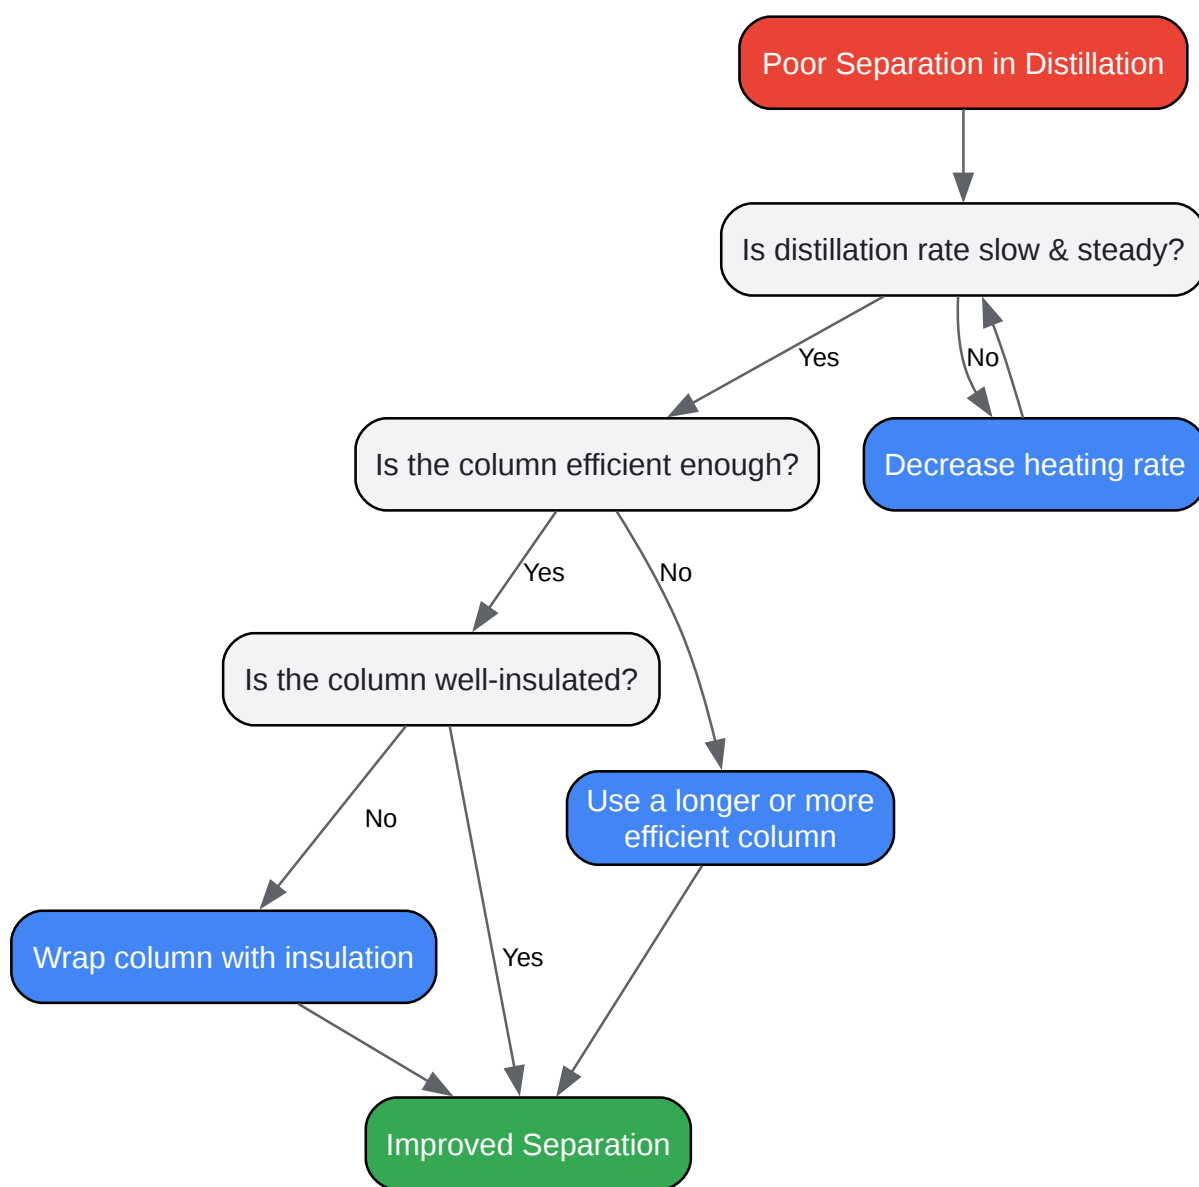 Poor Separation in Distillation
Is distillation rate slow & steady?
Yes
No
Is the column efficient enough?
Decrease heating rate
Yes
No
Is the column well-insulated?
Use a longer or more
efficient column
No
Wrap column with insulation
Yes
Improved Separation